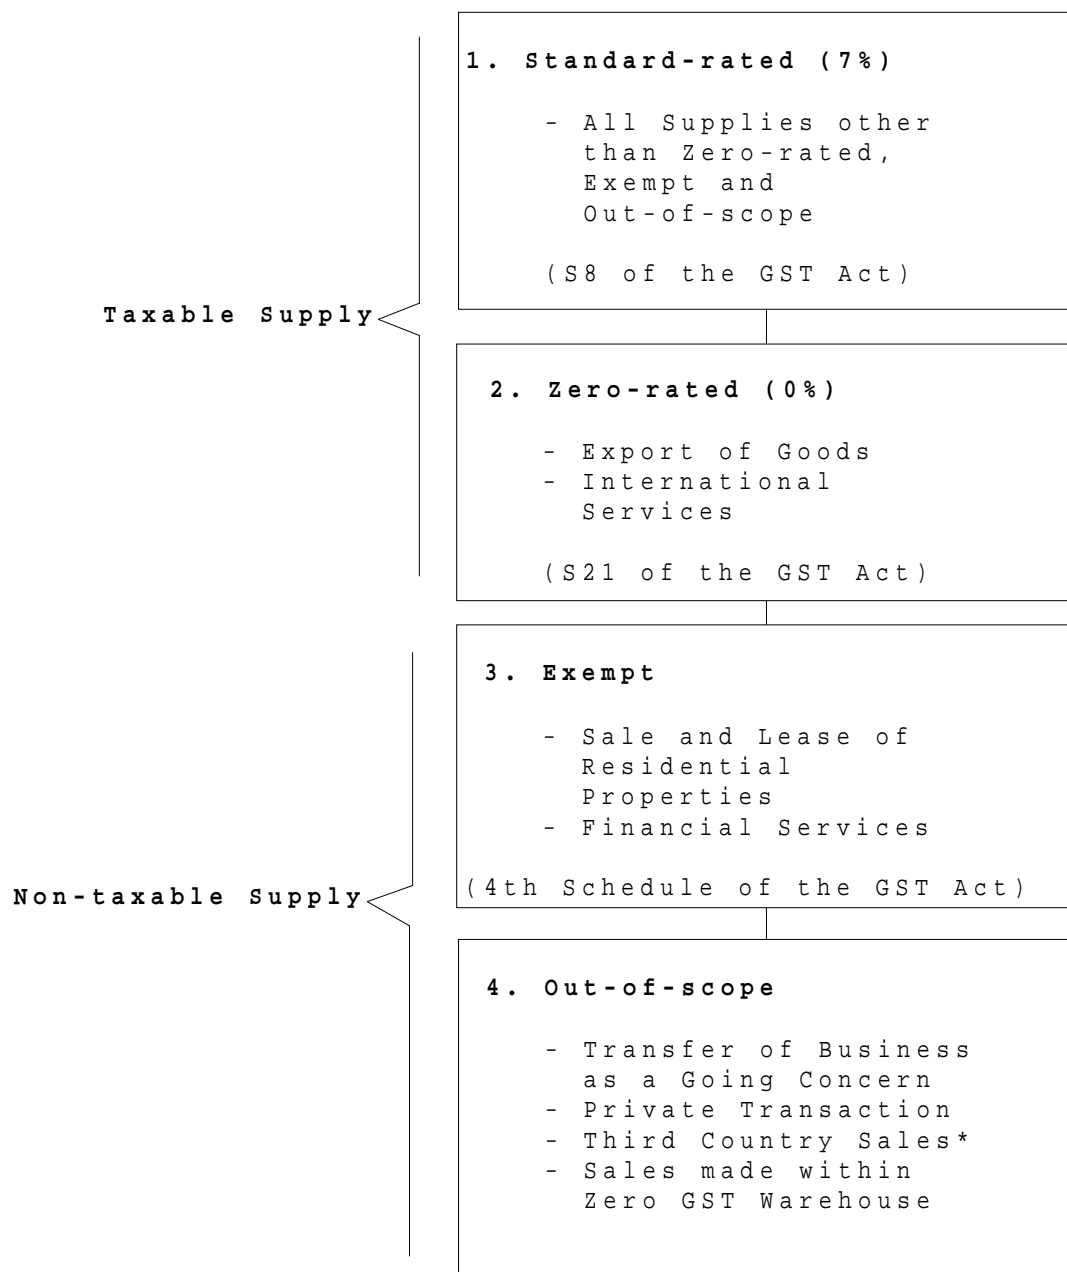 1. Standard-rated (7%)
- All Supplies other
than Zero-rated,
Exempt and
Out-of-scope
(S8 of the GST Act)
Taxable Supply
2. Zero-rated (0%)
- Export of Goods
- International
Services
(S21 of the GST Act)
3. Exempt
- Sale and Lease of
Residential
Properties
- Financial Services
(4th Schedule of the GST Act)
Non-taxable Supply
4. Out-of-scope
- Transfer of Business
as a Going Concern
- Private Transaction
- Third Country Sales*
- Sales made within
Zero GST Warehouse